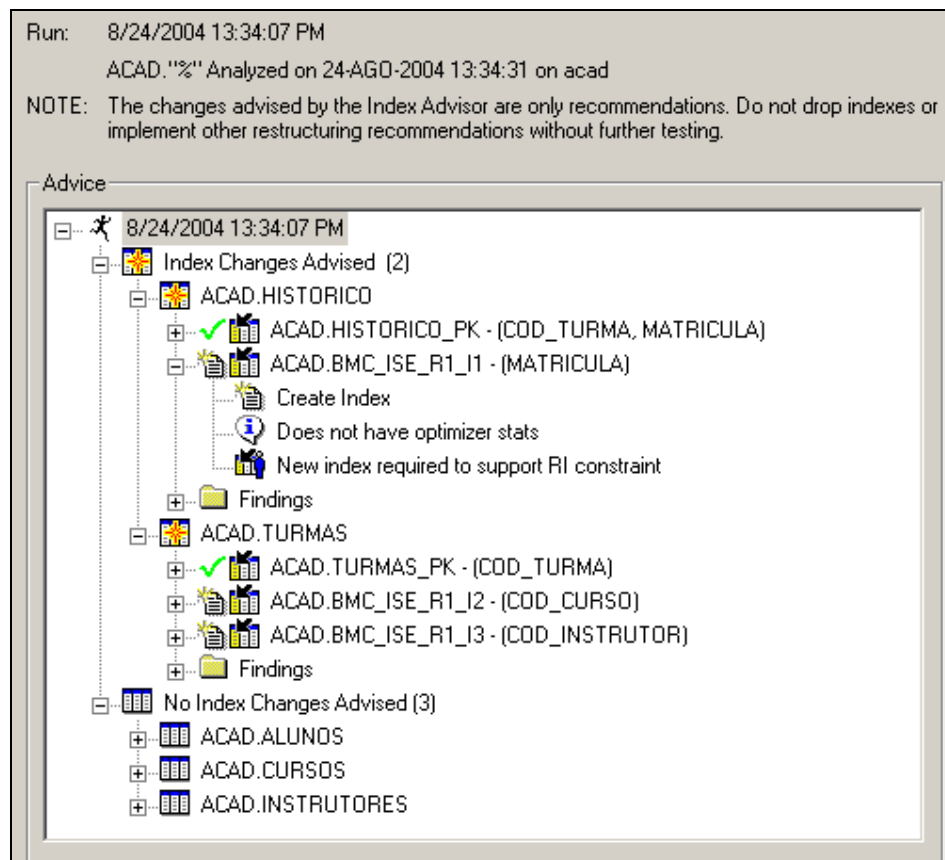 Run: 8/24/2004 13:34:07 PM
ACAD."%" Analyzed on 24-AGO-2004 13:34:31 on acad
NOTE: The changes advised by the Index Advisor are only recommendations. Do not drop indexes or
implement other restructuring recommendations without further testing.
Advice
8/24/2004 13:34:07 PM
Index Changes Advised (2)
ACAD.HISTORICO
ACAD.HISTORICO_PK - (COD_TURMA, MATRICULA)
ACAD.BMC_ISE_R1_I1 - (MATRICULA)
Create Index
Does not have optimizer stats
New index required to support RI constraint
Findings
ACAD.TURMAS
ACAD.TURMAS_PK - (COD_TURMA)
ACAD.BMC_ISE_R1_I2 - (COD_CURSO)
ACAD.BMC_ISE_R1_I3 - (COD_INSTRUTOR)
Findings
No Index Changes Advised (3)
ACAD.ALUNOS
ACAD.CURSOS
ACAD.INSTRUTORES